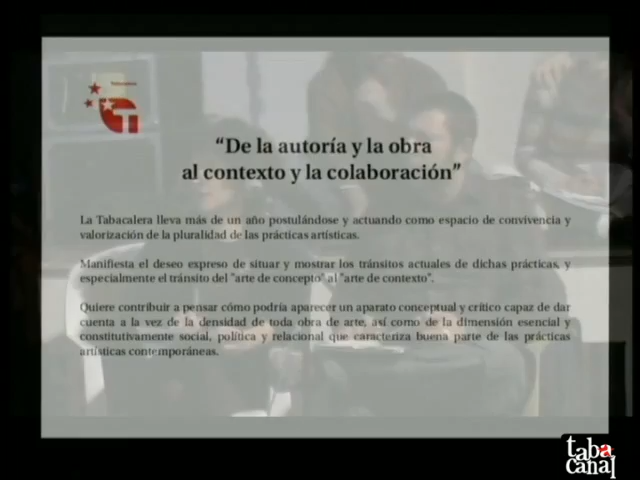 “De la autoría y la obra
al contexto y la colaboración”
La Tabacalera lleva más de un año postulándose y actuando como espacio de convivencia y
valorización de la pluralidad de las prácticas artísticas.
Manifiesta el deseo expreso de situar y mostrar los tránsitos actuales de dichas prácticas, y
especialmente el tránsito del "arte de concepto" al "arte de contexto".
Quiere contribuir a pensar cómo podría aparecer un aparato conceptual y crítico capaz de dar
cuenta a la vez de la densidad de toda obra de arte, así como de la dimensión esencial y
constitutivamente social, política y relacional que caracteriza buena parte de las prácticas
artísticas contemporáneas.
taba
canal